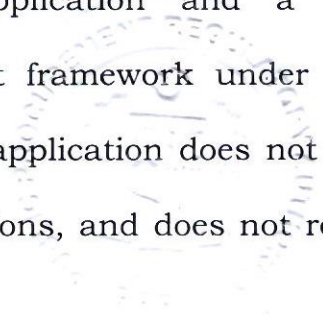 pplication and a
t framework under
application does not
ons, and does not re